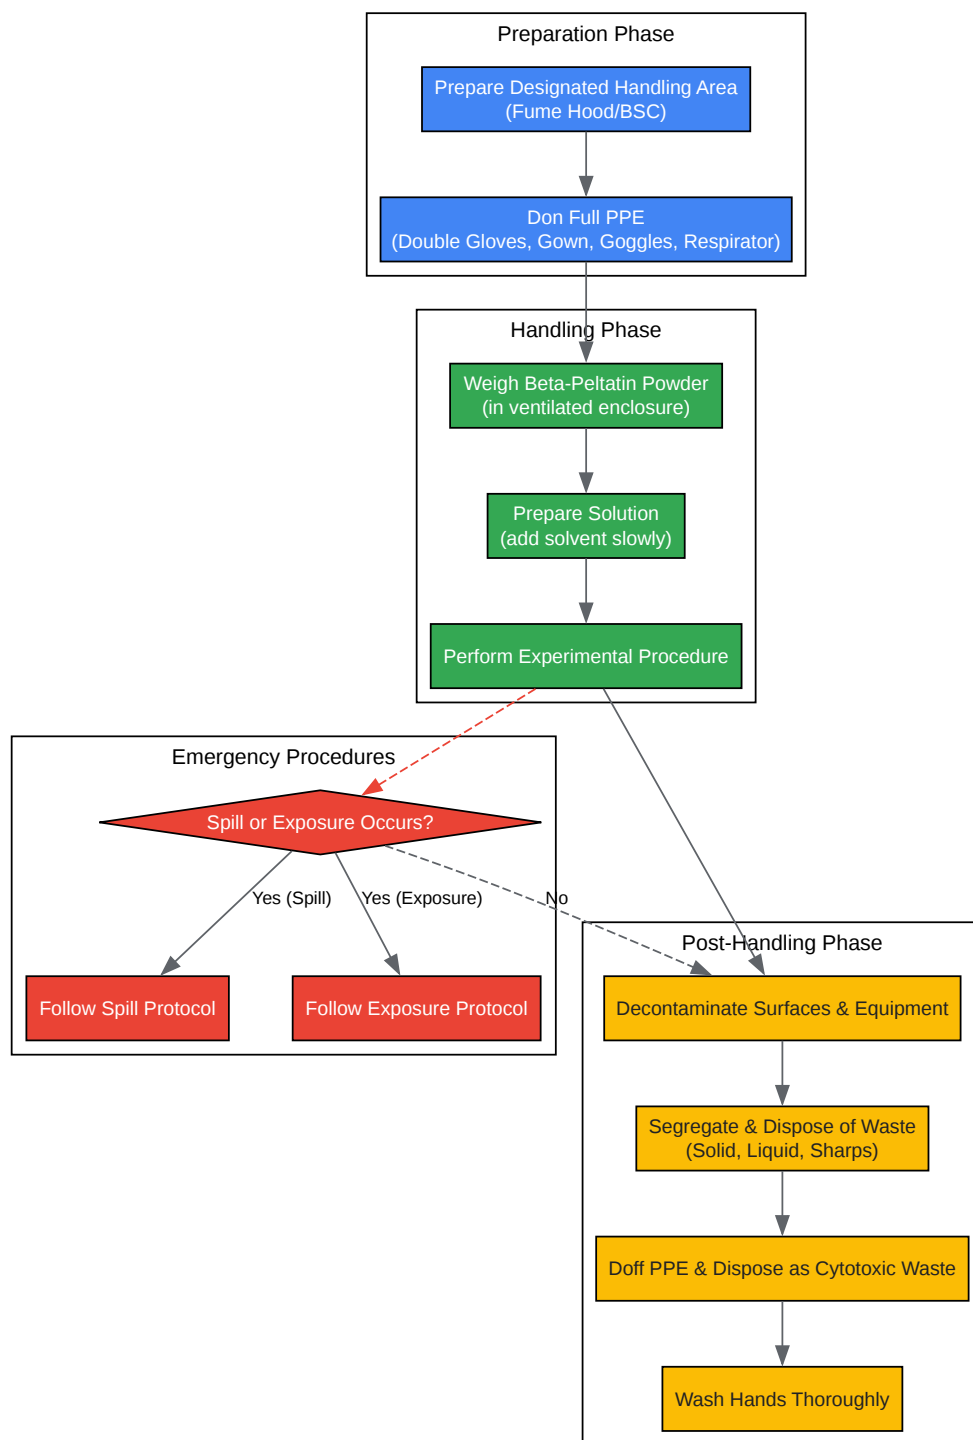 Preparation Phase
Prepare Designated Handling Area
(Fume Hood/BSC)
Don Full PPE
(Double Gloves, Gown, Goggles, Respirator)
Handling Phase
Weigh Beta-Peltatin Powder
(in ventilated enclosure)
Prepare Solution
(add solvent slowly)
Perform Experimental Procedure
Emergency Procedures
Spill or Exposure Occurs?
Yes (Spill)
Yes (Exposure)
No
Follow Spill Protocol
Follow Exposure Protocol
Post-Handling Phase
Decontaminate Surfaces & Equipment
Segregate & Dispose of Waste
(Solid, Liquid, Sharps)
Doff PPE & Dispose as Cytotoxic Waste
Wash Hands Thoroughly